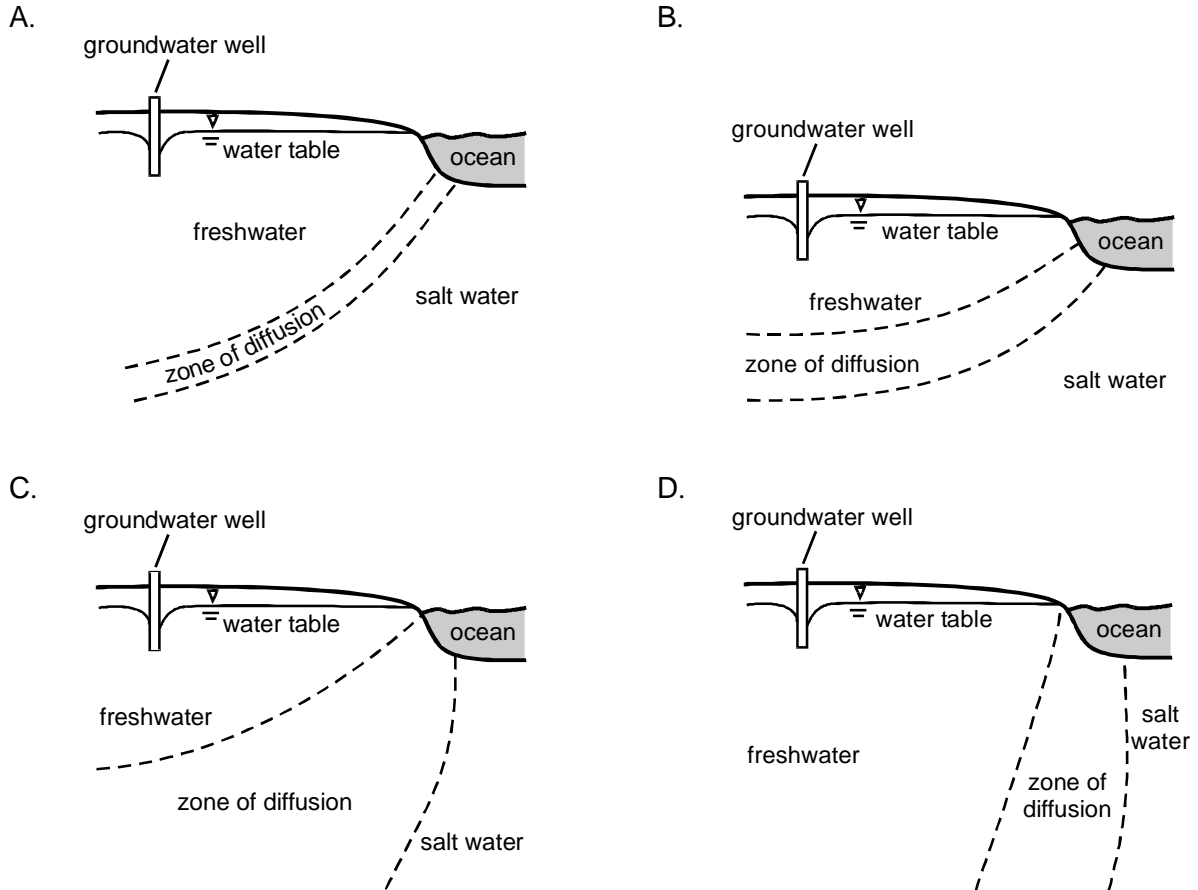 A.
groundwater well
water table
ocean
freshwater
salt water
zone of diffusion
B.
groundwater well
water table
ocean
freshwater
zone of diffusion
salt water
C.
groundwater well
water table
ocean
freshwater
zone of diffusion
salt water
D.
groundwater well
water table
ocean
salt
water
freshwater
zone of
diffusion